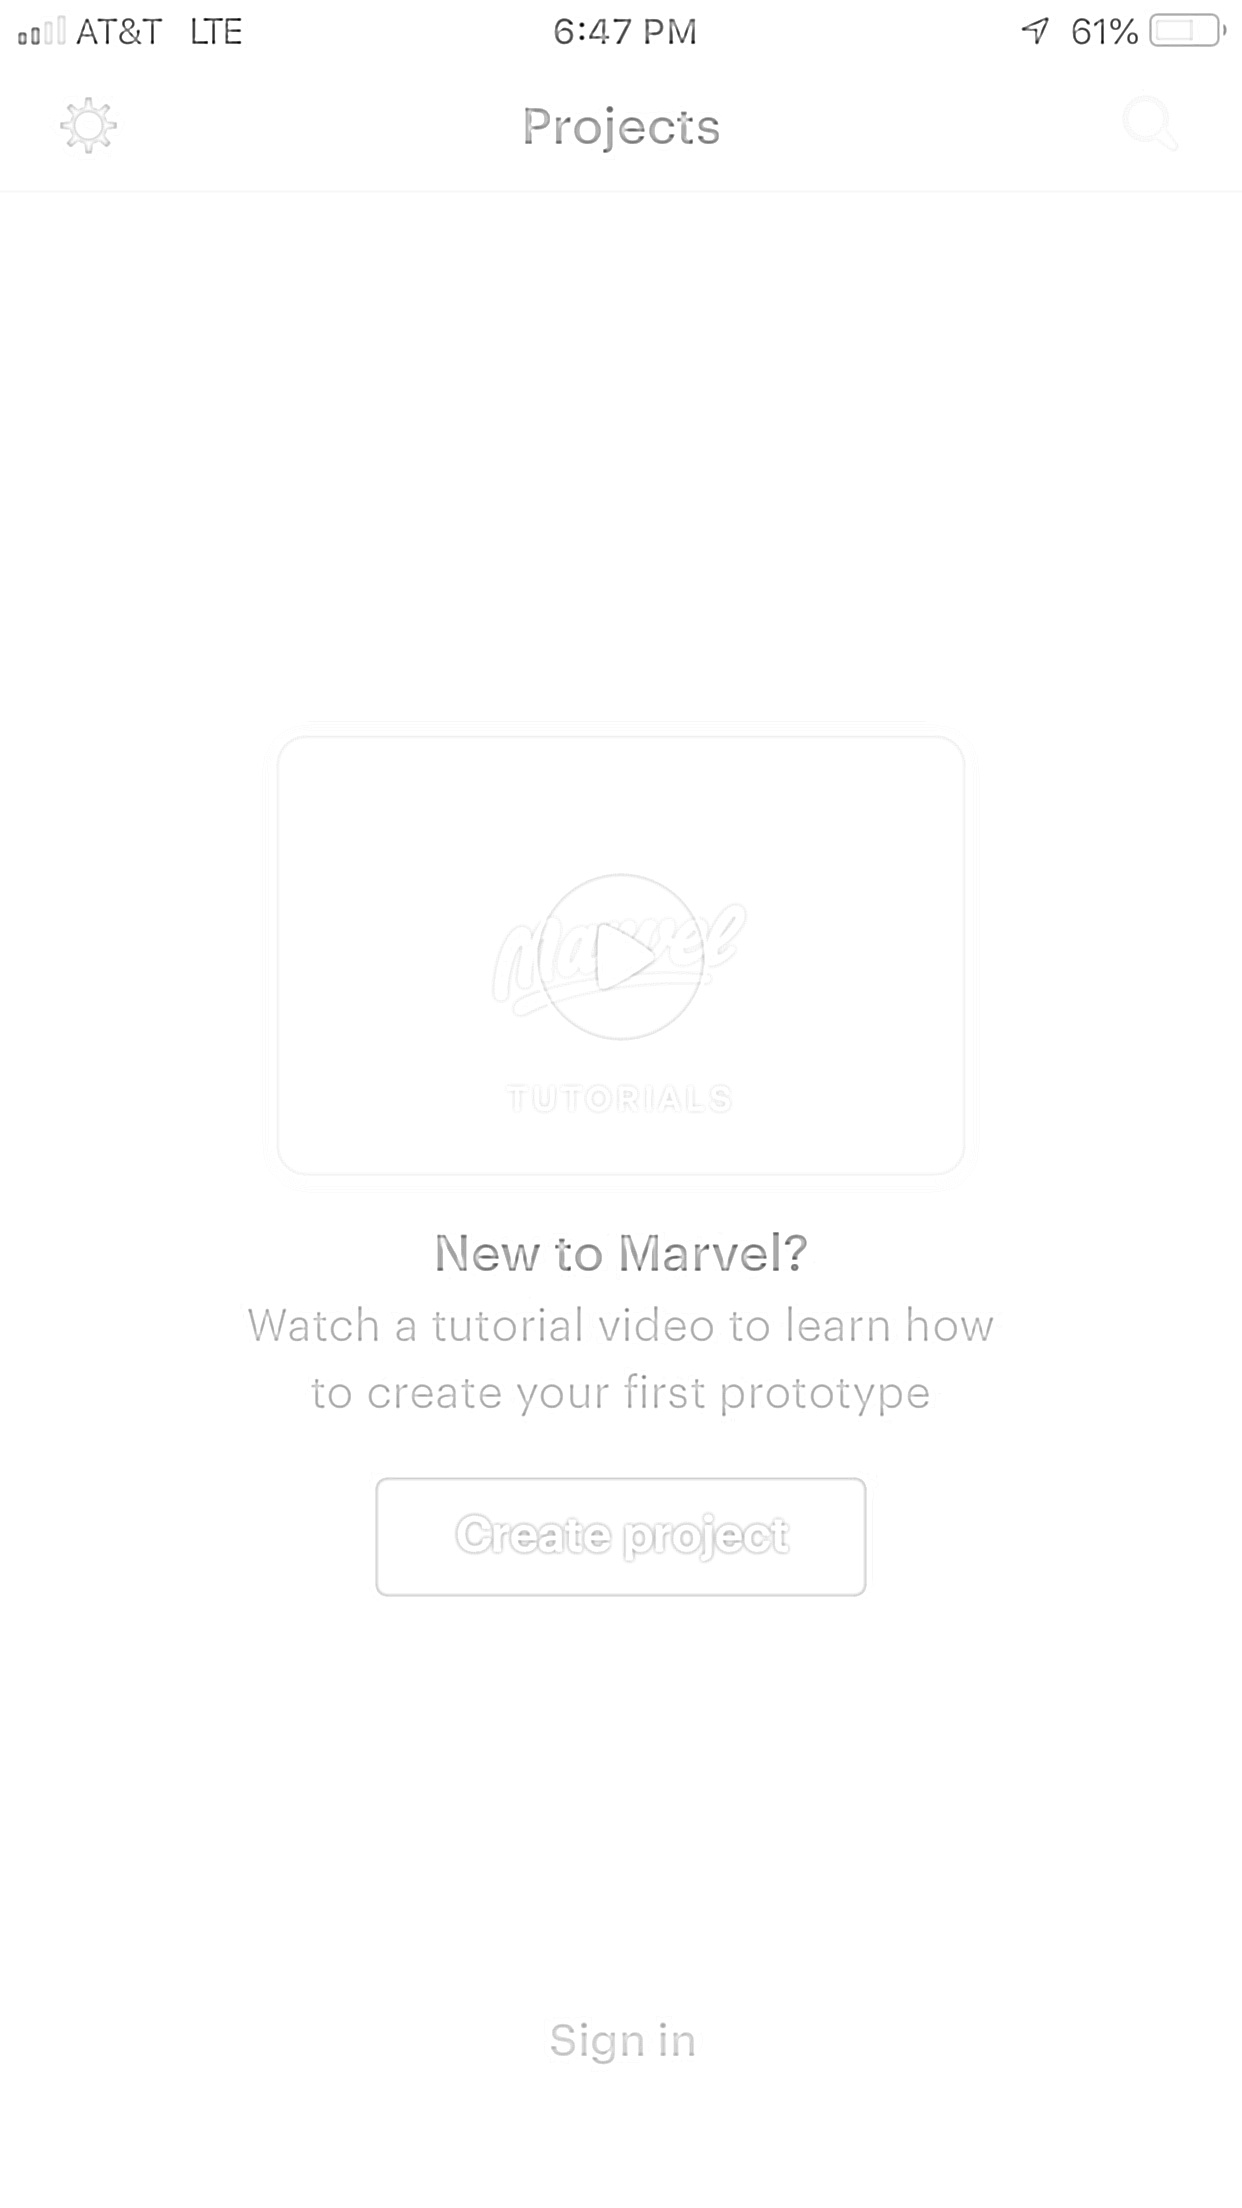 AT&T LTE 6:47 PM 61%
Projects
Marvel
TUTORIALS
New to Marvel?
Watch a tutorial video to learn how
to create your first prototype
Create project
Sign in